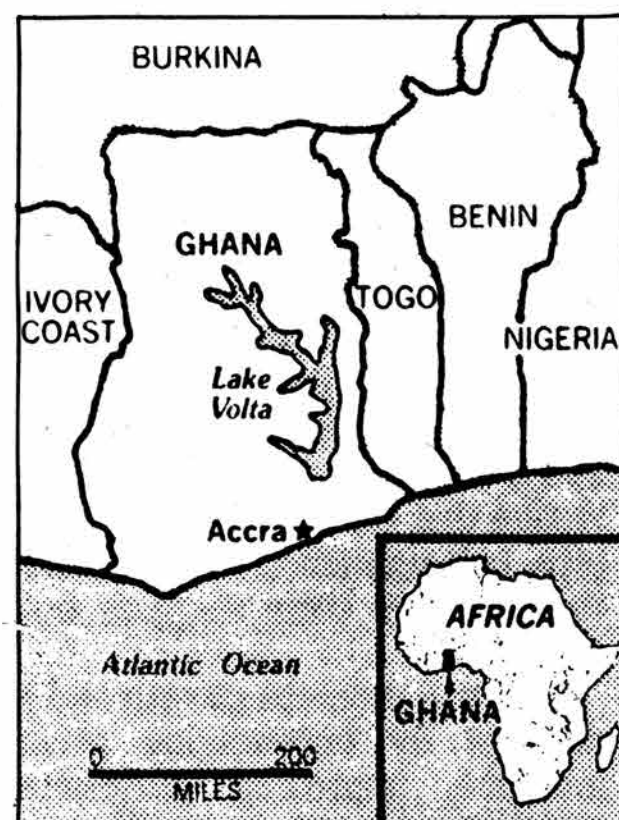 BURKINA
GHANA
BENIN
IVORY
COAST
TOGO
NIGERIA
Lake
Volta
Accra
Atlantic Ocean
0 200
MILES
AFRICA
GHANA